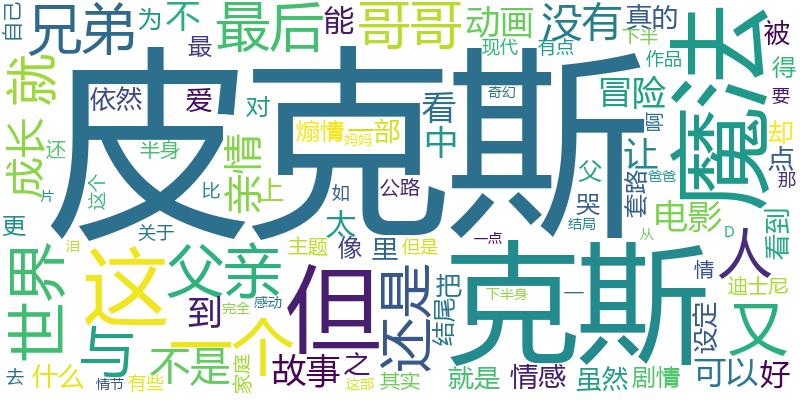 自己
兄弟
为
不
最后
能
哥哥
动画
没有
真的
下半
被
魔法
最
现代
有点
作品
就
皮克斯
依然
爱
对
看
冒险
得
要
奇幻
成长
煽情
一部
妈妈
中
啊
却
还
半身
亲情
上
让
点
片
这个
比
如
公路
父
哭
套路
爸爸
那
更
关于
太
电影
看到
结局
世界
泪
这
父亲
主题
像
里
但是
一点
从
D
人
与
到
但
还是
克斯
情
迪士尼
一个
完全
感动
结尾
把
下半身
一
设定
又
去
什么
情节
有些
不是
家庭
故事
之
这部
其实
就是
情感
虽然
剧情
可以
好